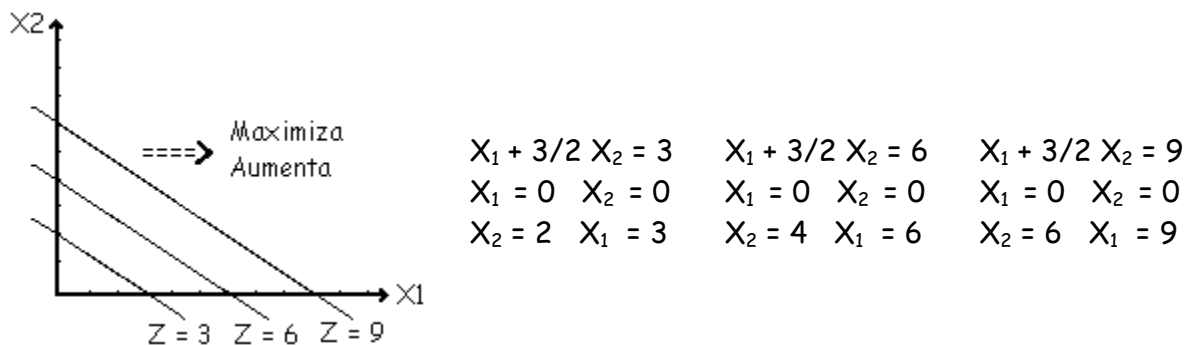 X2
====> Maximiza
Aumenta
X1
Z = 3 Z = 6 Z = 9
X₁ + 3/2 X₂ = 3 X₁ + 3/2 X₂ = 6 X₁ + 3/2 X₂ = 9
X₁ = 0 X₂ = 0 X₁ = 0 X₂ = 0 X₁ = 0 X₂ = 0
X₂ = 2 X₁ = 3 X₂ = 4 X₁ = 6 X₂ = 6 X₁ = 9